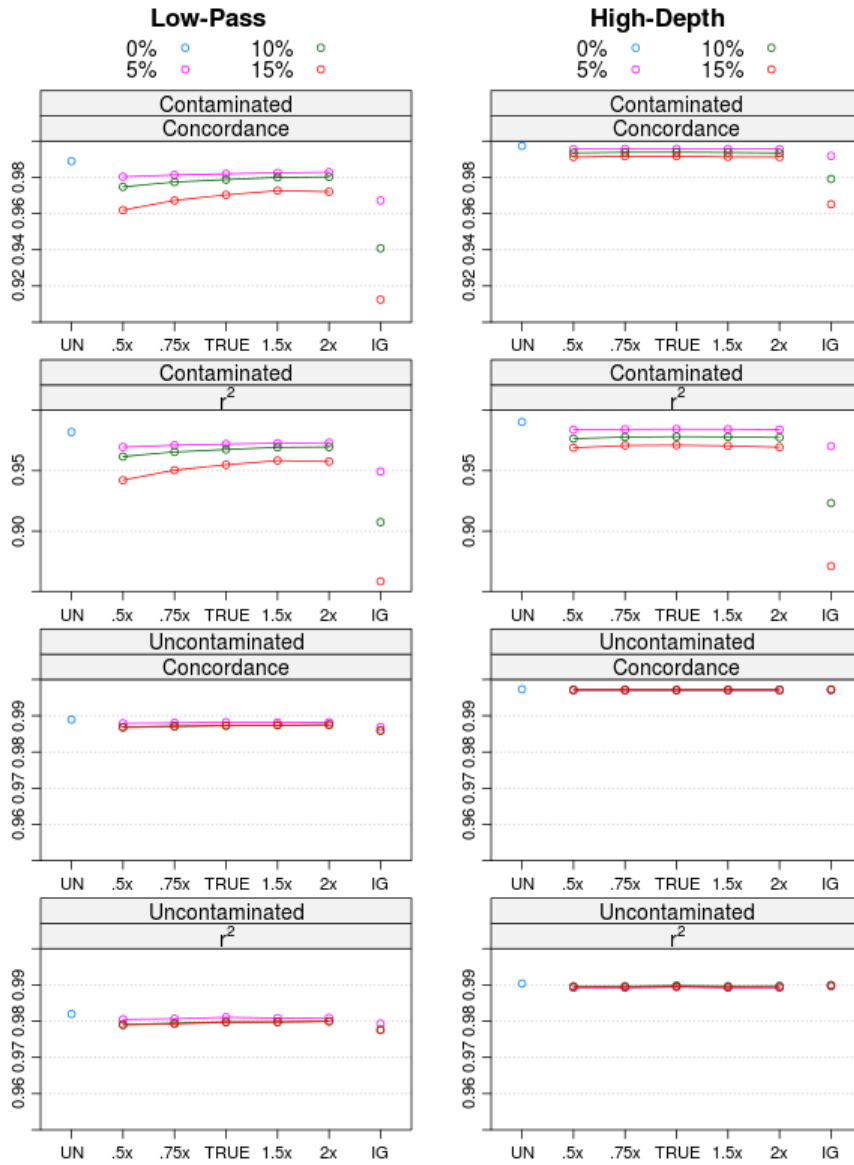 Low-Pass
0% 10%
5% 15%
High-Depth
0% 10%
5% 15%
Contaminated
Concordance
0.98
0.96
0.94
0.92
UN .5x .75x TRUE 1.5x 2x IG
Contaminated
Concordance
0.98
0.96
0.94
0.92
UN .5x .75x TRUE 1.5x 2x IG
Contaminated
r²
0.95
0.90
UN .5x .75x TRUE 1.5x 2x IG
Contaminated
r²
0.95
0.90
UN .5x .75x TRUE 1.5x 2x IG
Uncontaminated
Concordance
0.99
0.98
0.97
0.96
UN .5x .75x TRUE 1.5x 2x IG
Uncontaminated
Concordance
0.99
0.98
0.97
0.96
UN .5x .75x TRUE 1.5x 2x IG
Uncontaminated
r²
0.99
0.98
0.97
0.96
UN .5x .75x TRUE 1.5x 2x IG
Uncontaminated
r²
0.99
0.98
0.97
0.96
UN .5x .75x TRUE 1.5x 2x IG